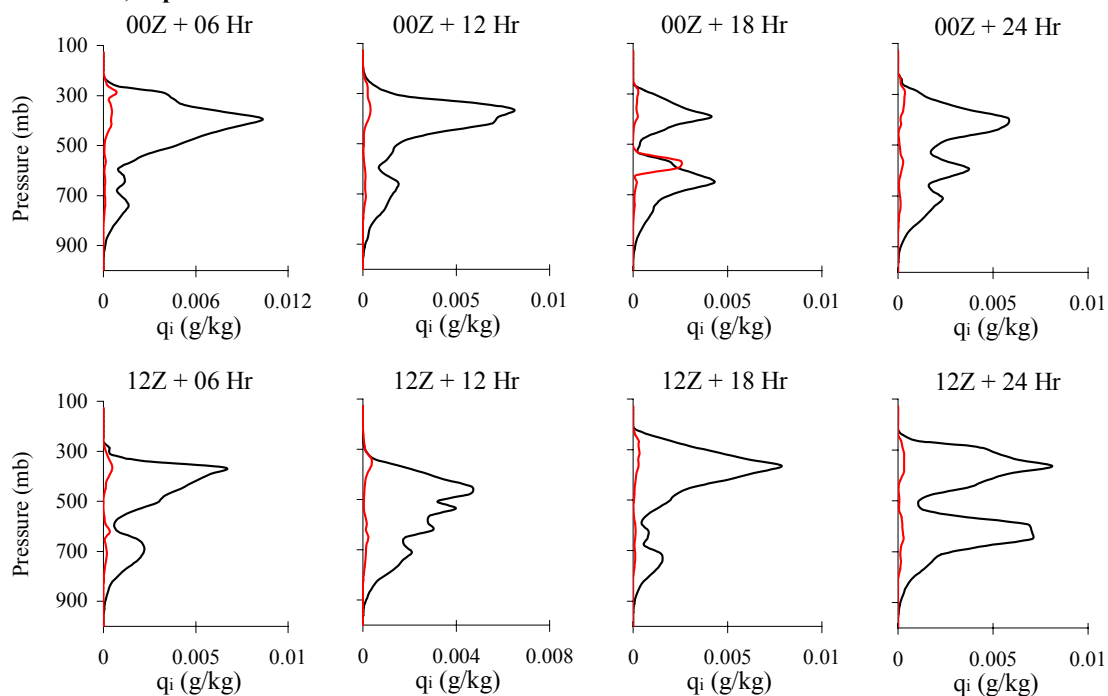 00Z + 06 Hr 00Z + 12 Hr 00Z + 18 Hr 00Z + 24 Hr
100
300
500
700
900
Pressure (mb)
0 0.006 0.012 0 0.005 0.01 0 0.005 0.01 0 0.005 0.01
qi (g/kg) qi (g/kg) qi (g/kg) qi (g/kg)
12Z + 06 Hr 12Z + 12 Hr 12Z + 18 Hr 12Z + 24 Hr
100
300
500
700
900
Pressure (mb)
0 0.005 0.01 0 0.004 0.008 0 0.005 0.01 0 0.005 0.01
qi (g/kg) qi (g/kg) qi (g/kg) qi (g/kg)